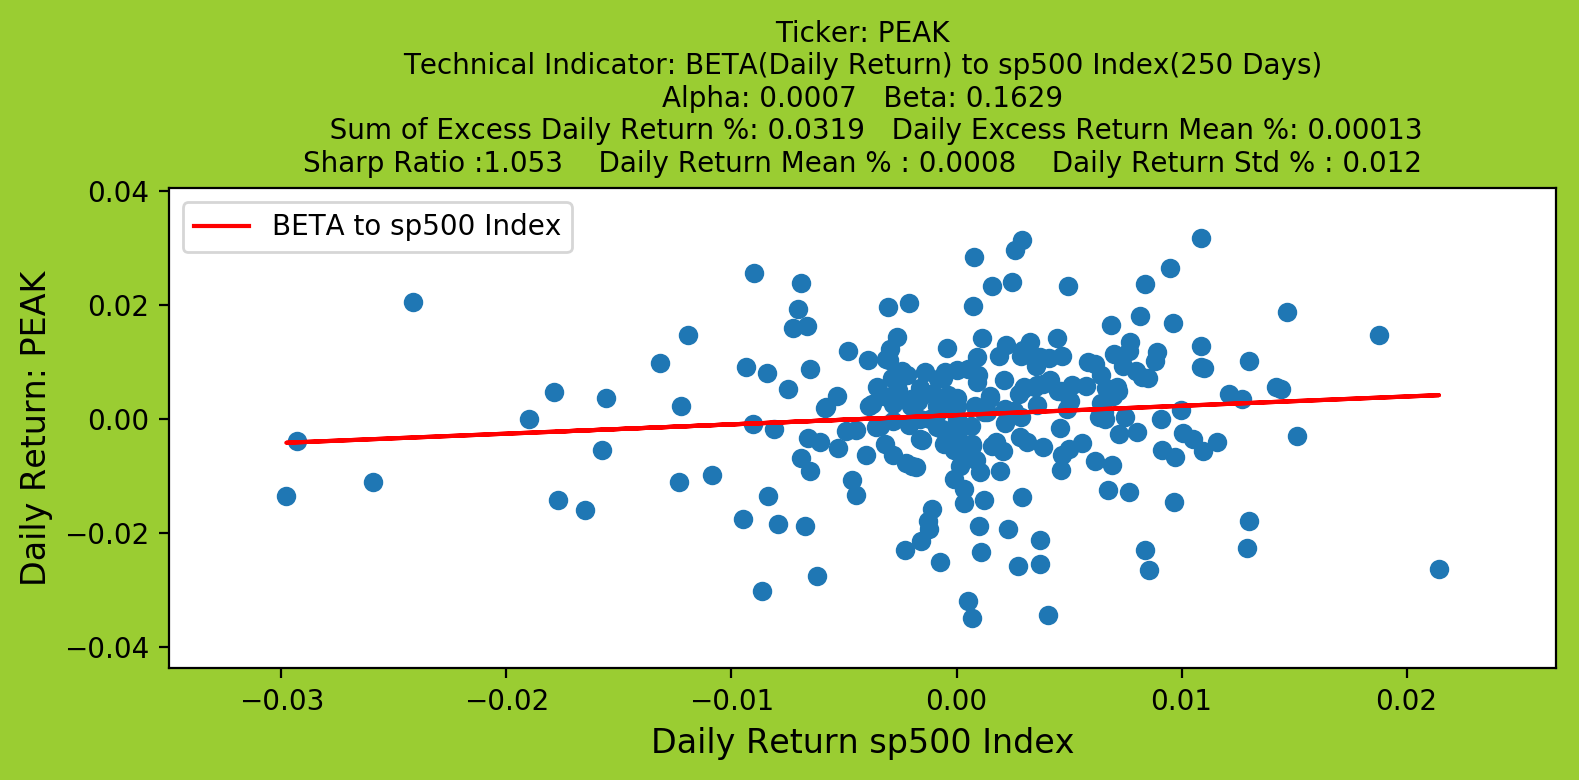 Ticker: PEAK
Technical Indicator: BETA(Daily Return) to sp500 Index(250 Days)
Alpha: 0.0007   Beta: 0.1629
Sum of Excess Daily Return %: 0.0319   Daily Excess Return Mean %: 0.00013
Sharp Ratio :1.053    Daily Return Mean % : 0.0008    Daily Return Std % : 0.012
BETA to sp500 Index
Daily Return: PEAK
0.04
0.02
0.00
−0.02
−0.04
−0.03
−0.02
−0.01
0.00
0.01
0.02
Daily Return sp500 Index